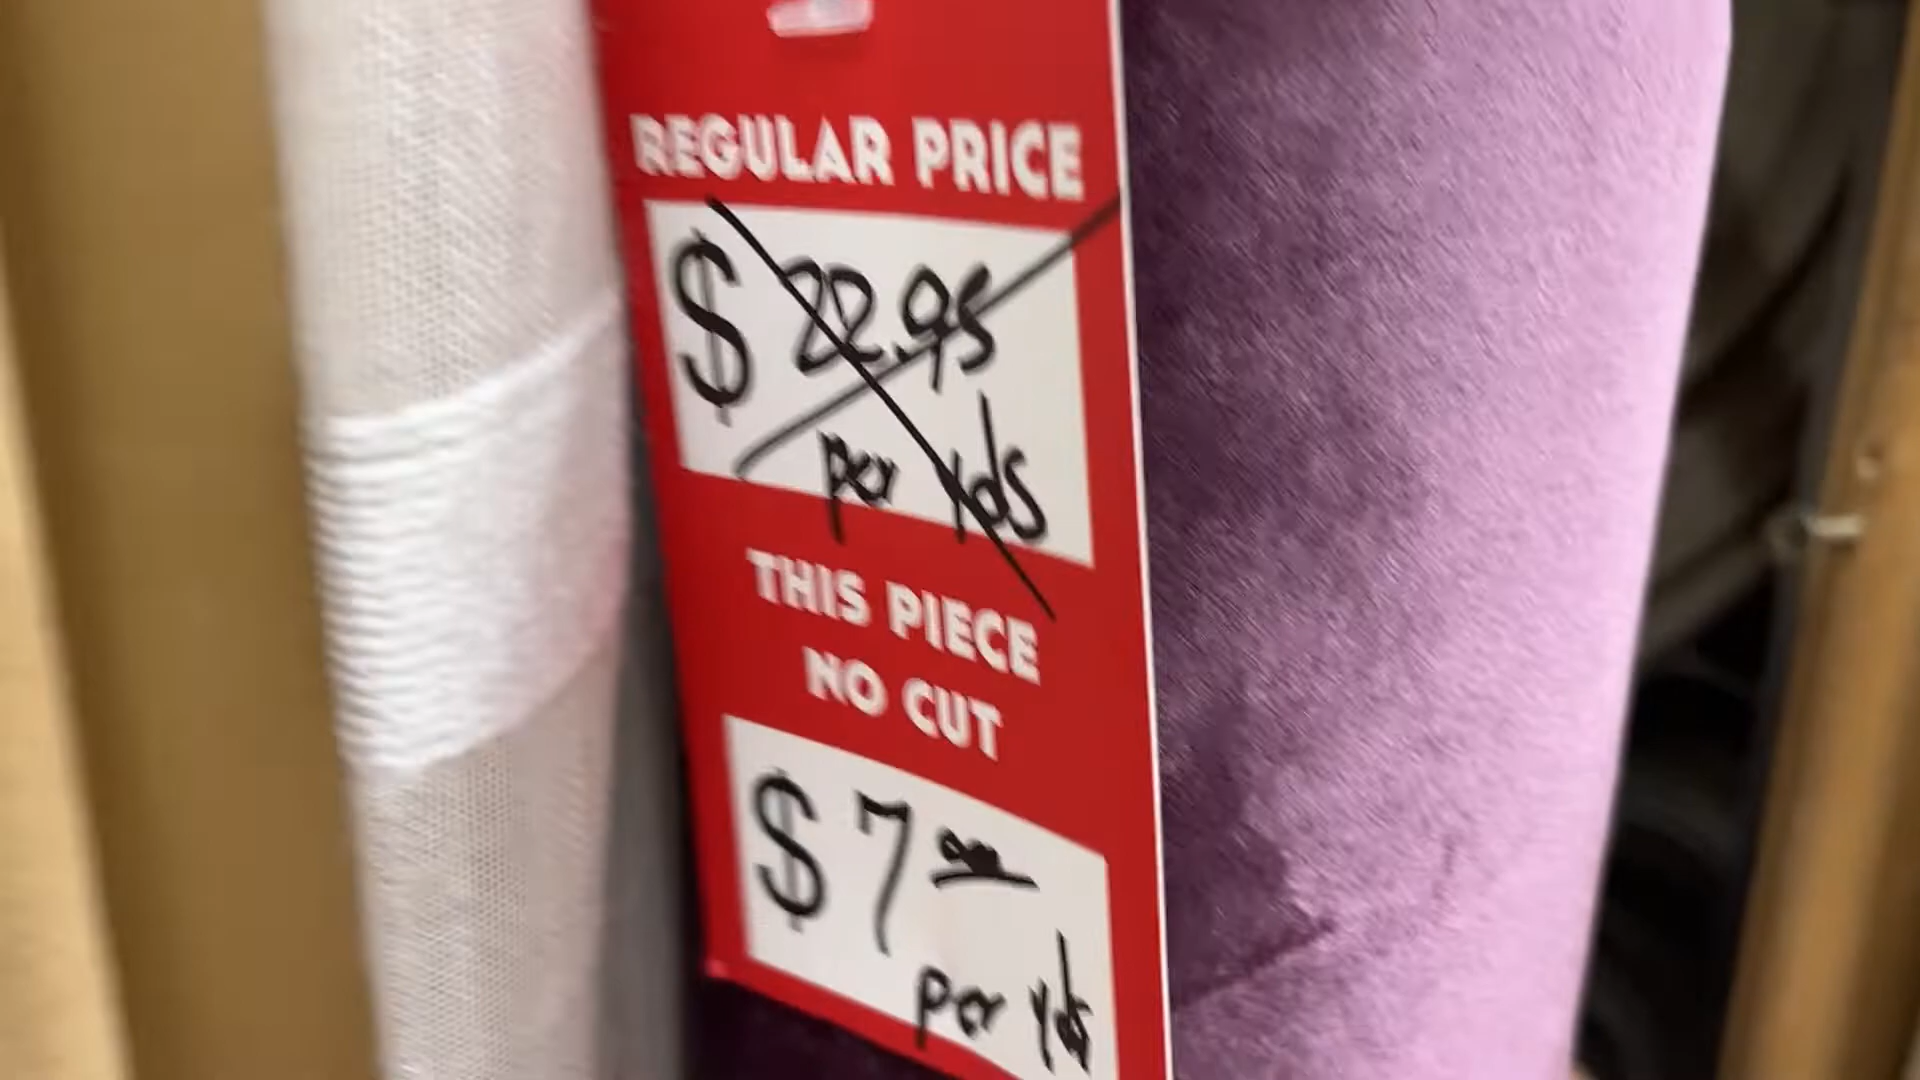 REGULAR PRICE
$ 22.95
per yds
THIS PIECE
NO CUT
$ 7 00
per yds